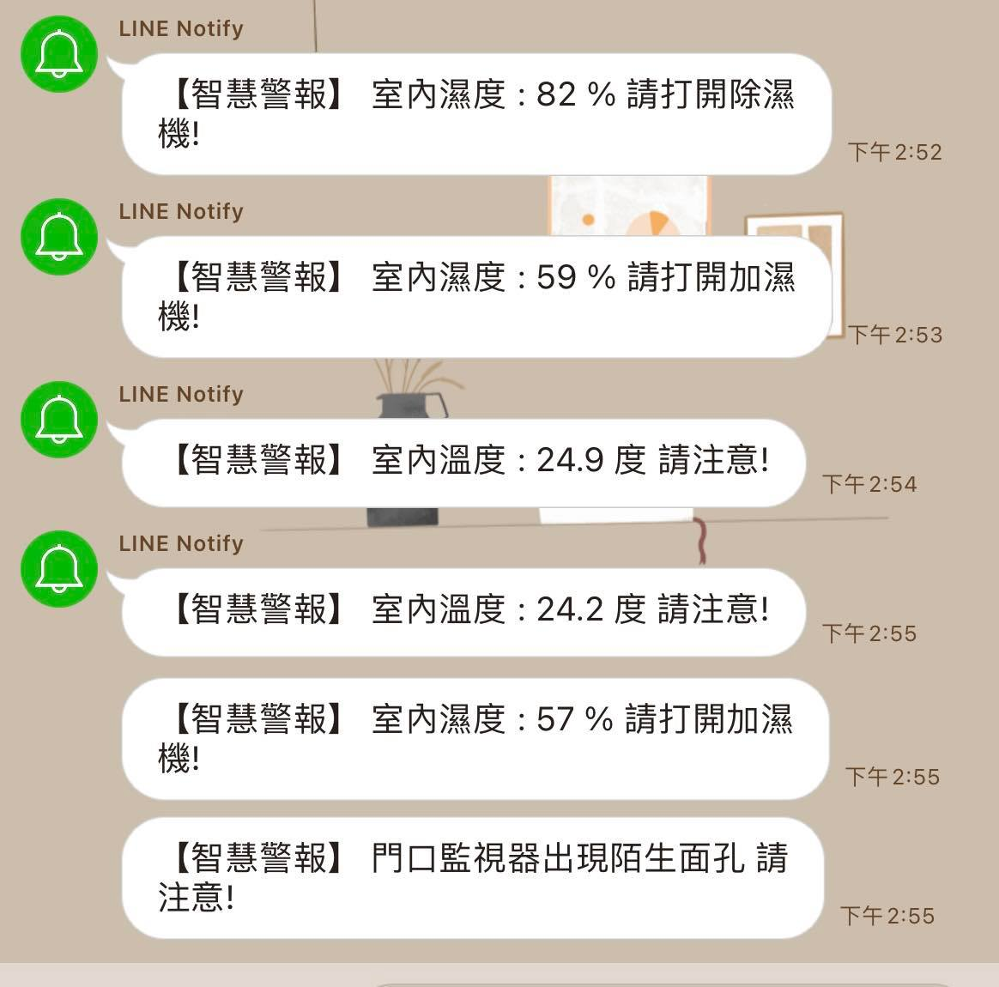 LINE Notify
【智慧警報】 室內濕度 : 82 % 請打開除濕
機!
下午2:52
LINE Notify
【智慧警報】 室內濕度 : 59 % 請打開加濕
機!
下午2:53
LINE Notify
【智慧警報】 室內溫度 : 24.9 度 請注意!
下午2:54
LINE Notify
【智慧警報】 室內溫度 : 24.2 度 請注意!
下午2:55
【智慧警報】 室內濕度 : 57 % 請打開加濕
機!
下午2:55
【智慧警報】 門口監視器出現陌生面孔 請
注意!
下午2:55